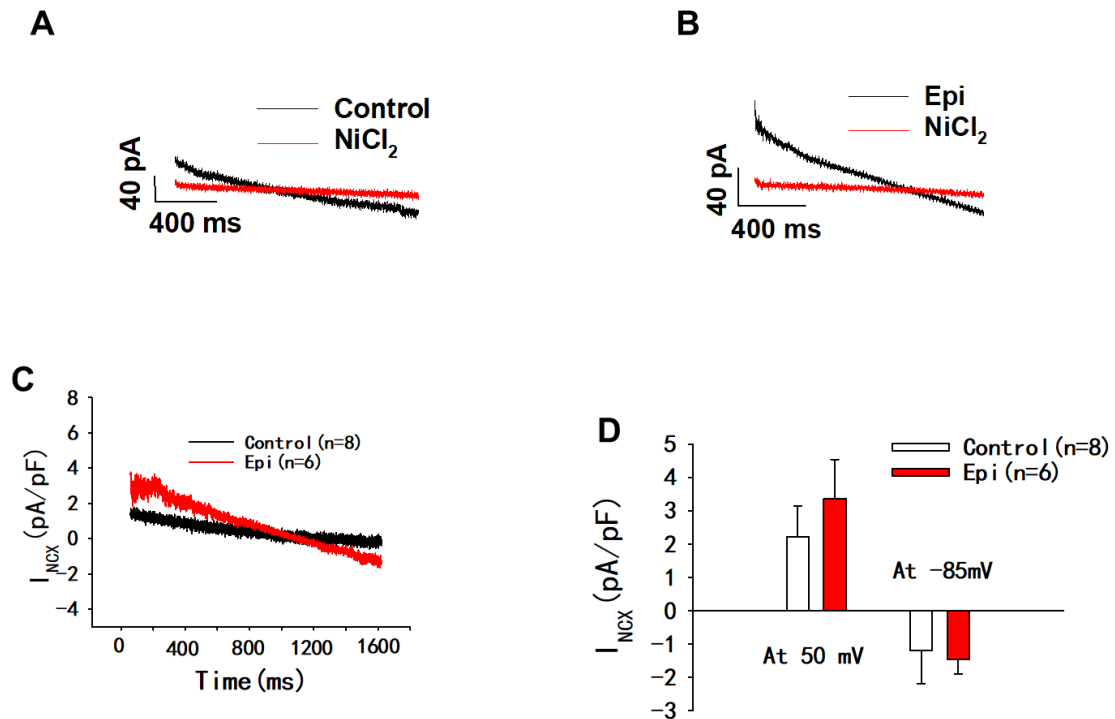 A
Control
NiCl2
40 pA
400 ms
B
Epi
NiCl2
40 pA
400 ms
C
8
6
4
2
0
-2
-4
INCX (pA/pF)
Control(n=8)
Epi(n=6)
0 400 800 1200 1600
Time(ms)
D
5
4
3
2
1
0
-1
-2
-3
INCX (pA/pF)
Control(n=8)
Epi(n=6)
At -85mV
At 50 mV